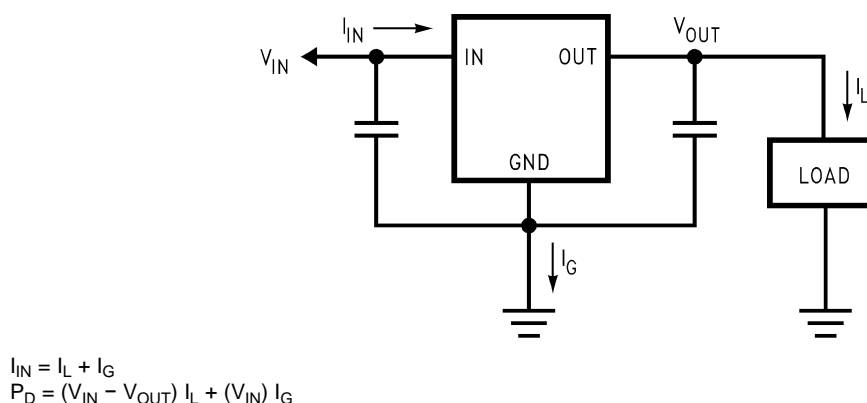 I_IN
V_OUT
V_IN
IN
OUT
I_L
GND
LOAD
I_G
I_IN = I_L + I_G
P_D = (V_IN − V_OUT) I_L + (V_IN) I_G